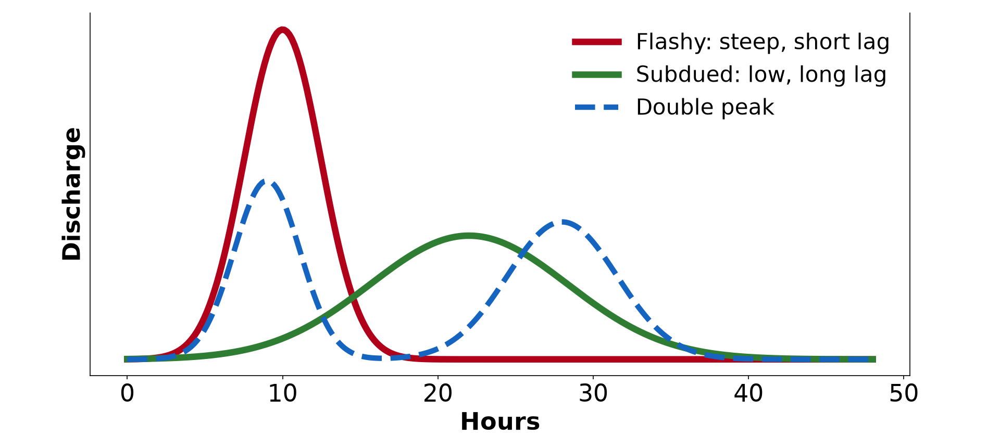 Flashy: steep, short lag
Subdued: low, long lag
Double peak
Discharge
0 10 20 30 40 50
Hours